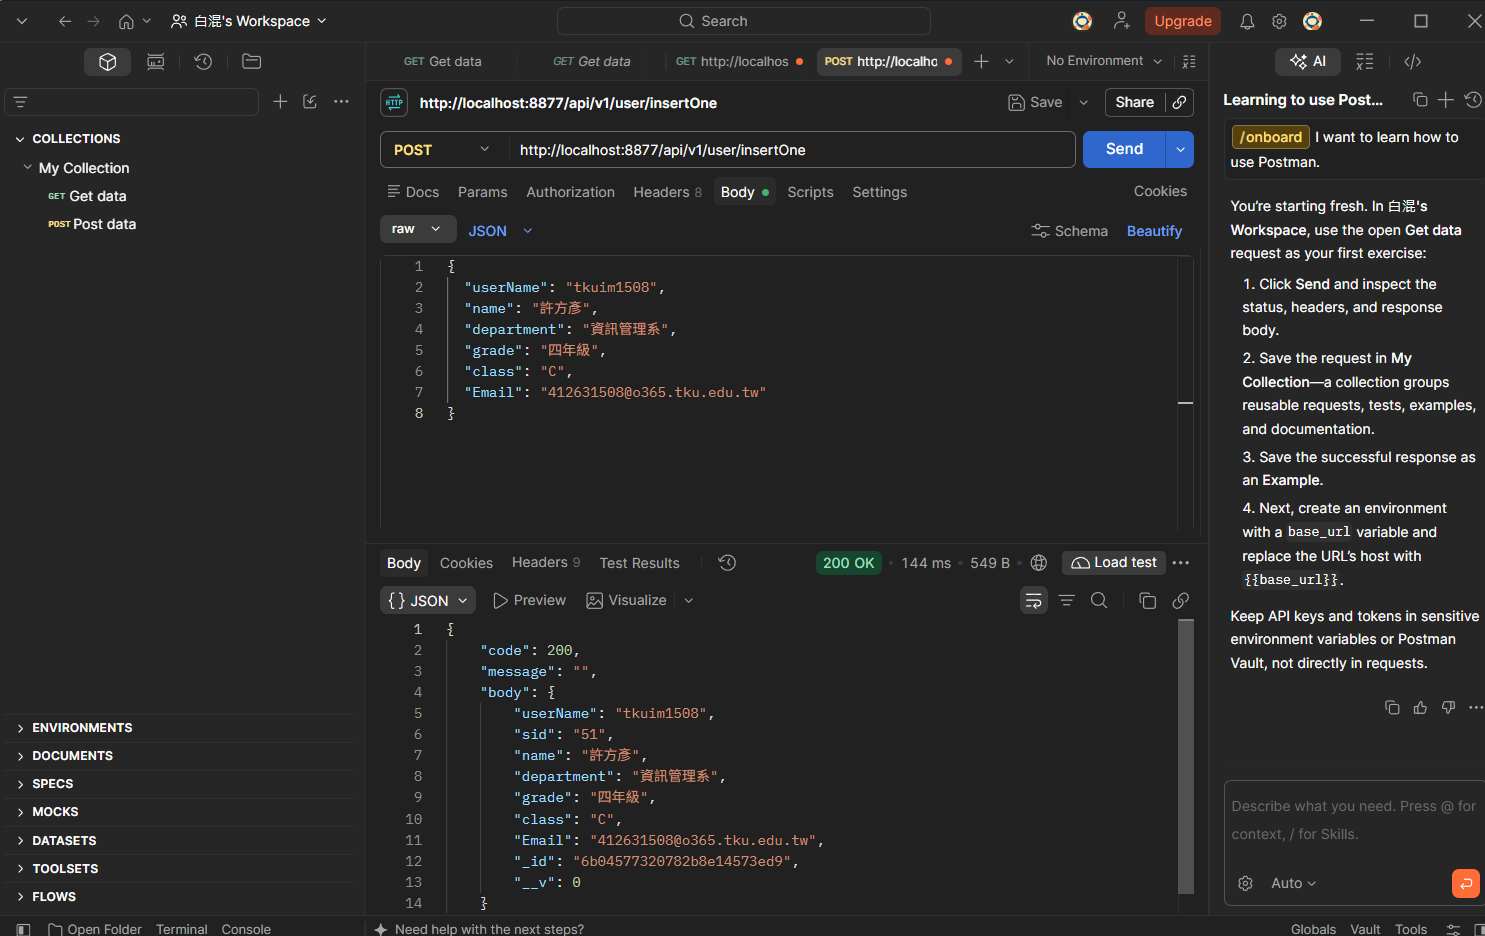 白混's Workspace
Search
Upgrade
GET Get data
GET Get data
GET http://localhos
POST http://localhc
No Environment
AI
COLLECTIONS
My Collection
GET Get data
POST Post data
ENVIRONMENTS
DOCUMENTS
SPECS
MOCKS
DATASETS
TOOLSETS
FLOWS
HTTP
http://localhost:8877/api/v1/user/insertOne
Save
Share
POST
http://localhost:8877/api/v1/user/insertOne
Send
Docs
Params
Authorization
Headers 8
Body
Scripts
Settings
Cookies
raw
JSON
Schema
Beautify
1 {
2 "userName": "tkuim1508",
3 "name": "許方彥",
4 "department": "資訊管理系",
5 "grade": "四年級",
6 "class": "C",
7 "Email": "412631508@o365.tku.edu.tw"
8 }
Body
Cookies
Headers 9
Test Results
200 OK
144 ms
549 B
Load test
{} JSON
Preview
Visualize
1 {
2 "code": 200,
3 "message": "",
4 "body": {
5 "userName": "tkuim1508",
6 "sid": "51",
7 "name": "許方彥",
8 "department": "資訊管理系",
9 "grade": "四年級",
10 "class": "C",
11 "Email": "412631508@o365.tku.edu.tw",
12 "_id": "6b04577320782b8e14573ed9",
13 "__v": 0
14 }
Learning to use Post...
/onboard I want to learn how to
use Postman.
You're starting fresh. In 白混's
Workspace, use the open Get data
request as your first exercise:
1. Click Send and inspect the
status, headers, and response
body.
2. Save the request in My
Collection—a collection groups
reusable requests, tests, examples,
and documentation.
3. Save the successful response as
an Example.
4. Next, create an environment
with a base_url variable and
replace the URL's host with
{{base_url}}.
Keep API keys and tokens in sensitive
environment variables or Postman
Vault, not directly in requests.
Describe what you need. Press @ for
context, / for Skills.
Auto
Open Folder
Terminal
Console
Need help with the next steps?
Globals
Vault
Tools